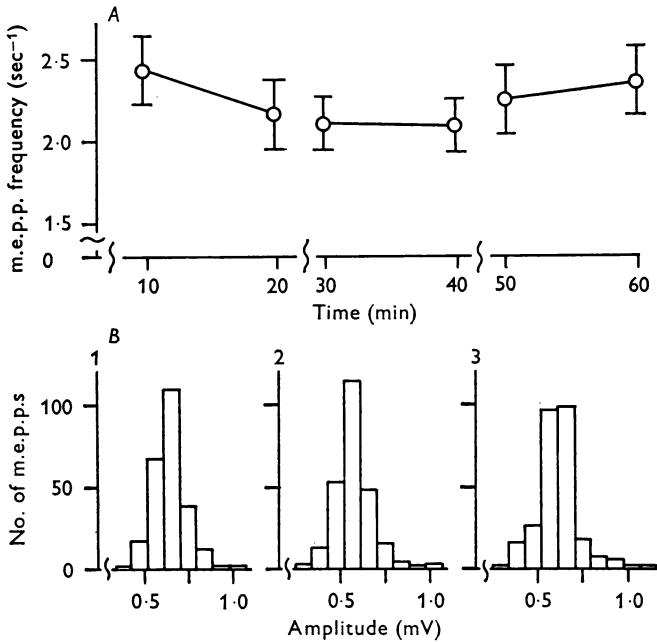 A
m.e.p.p. frequency (sec⁻¹)
2·5
2·0
1·5
0
10 20 30 40 50 60
Time (min)
B
1 2 3
No. of m.e.p.p.s
100
50
0
0·5 1·0 0·5 1·0 0·5 1·0
Amplitude (mV)